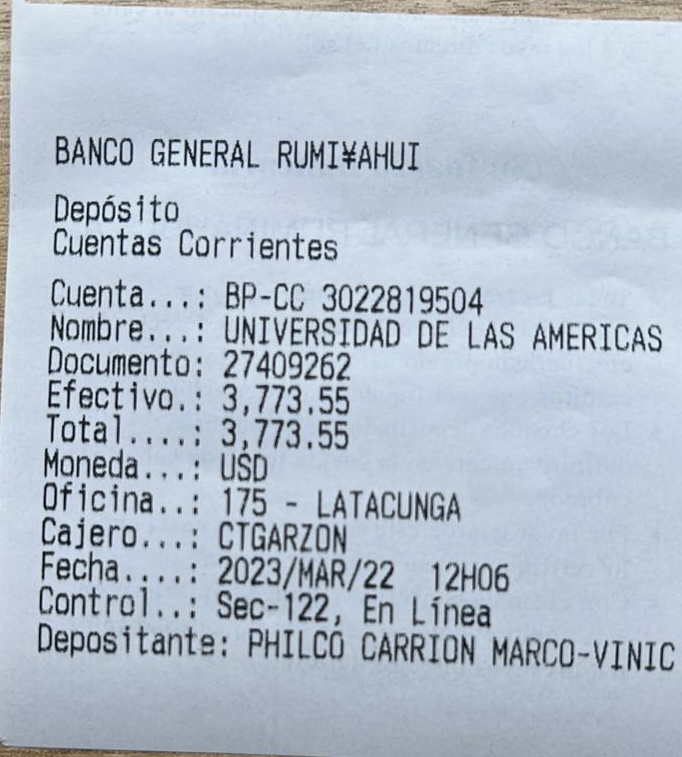 BANCO GENERAL RUMI¥AHUI
Depósito
Cuentas Corrientes
Cuenta...: BP-CC 3022819504
Nombre...: UNIVERSIDAD DE LAS AMERICAS
Documento: 27409262
Efectivo.: 3,773.55
Total....: 3,773.55
Moneda...: USD
Oficina..: 175 - LATACUNGA
Cajero...: CTGARZON
Fecha....: 2023/MAR/22 12H06
Control..: Sec-122, En Línea
Depositante: PHILCO CARRION MARCO-VINIC